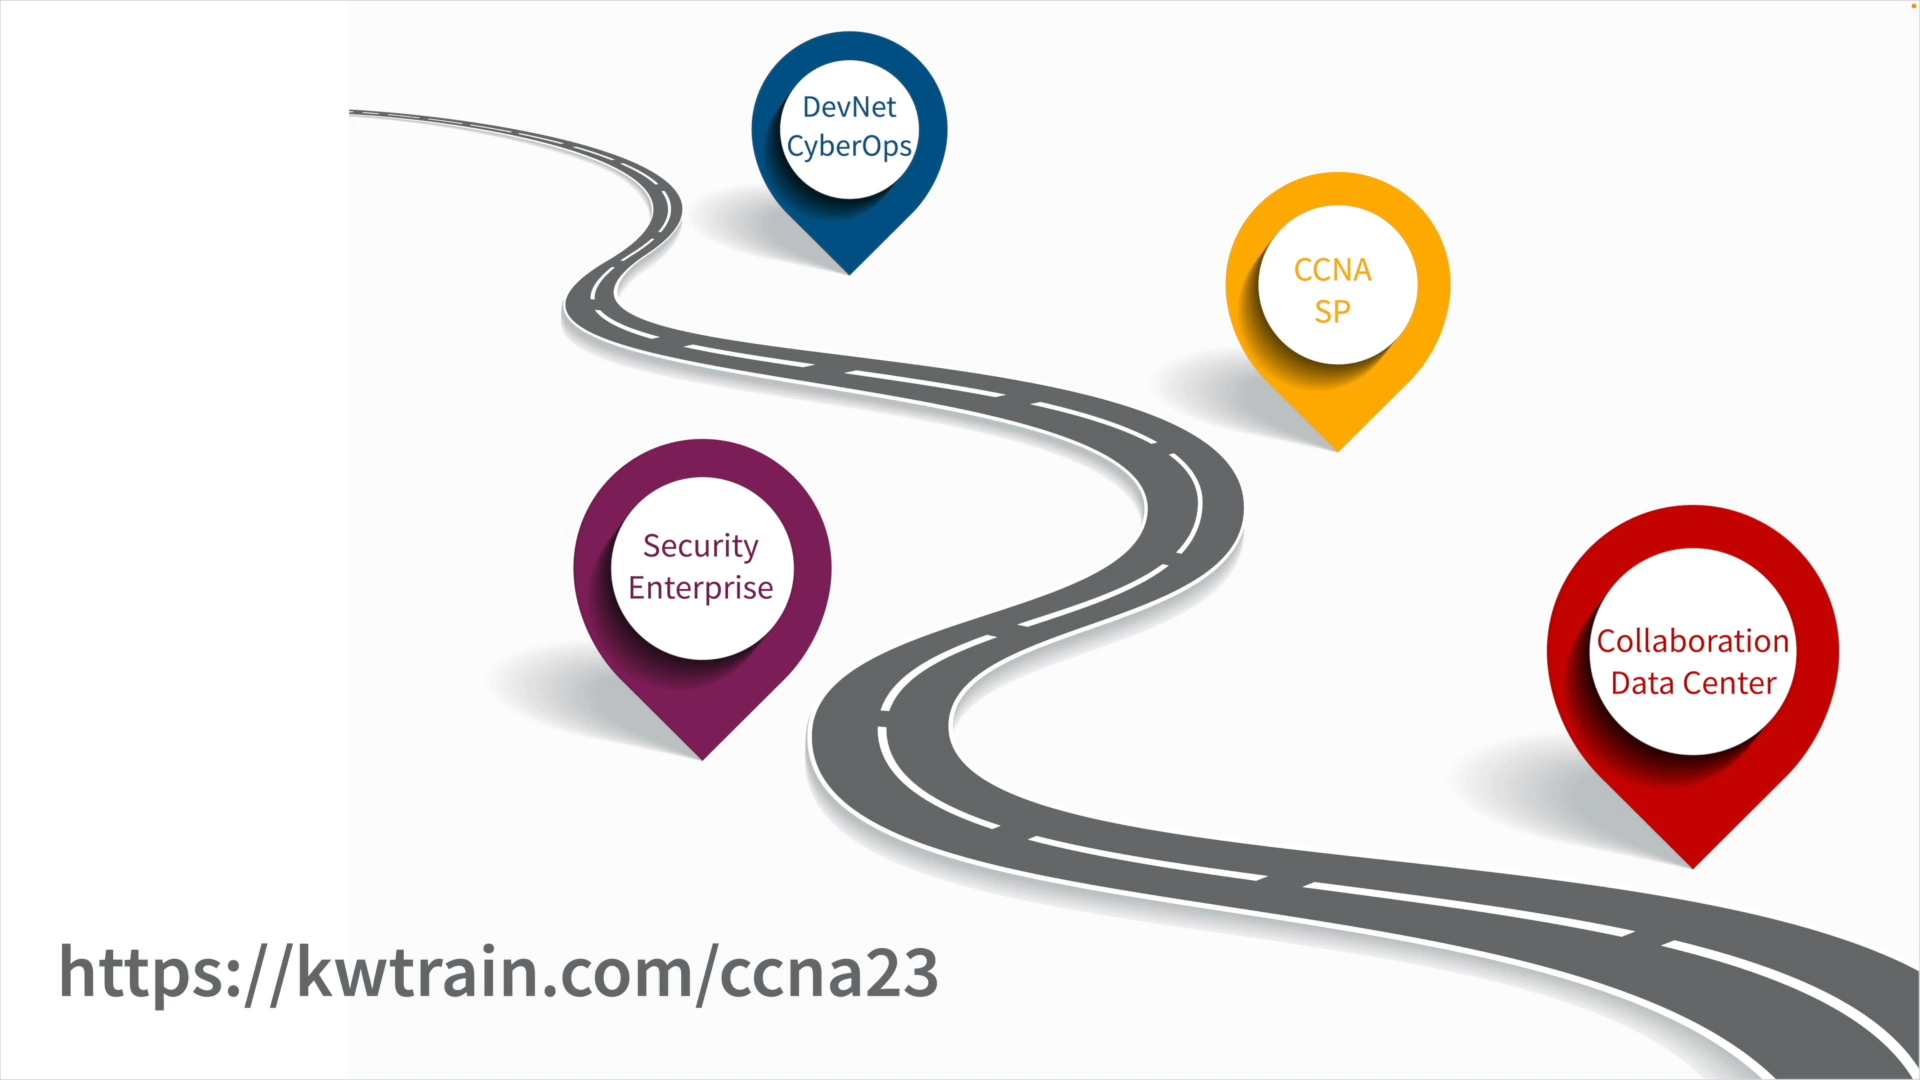 DevNet
CyberOps
CCNA
SP
Security
Enterprise
Collaboration
Data Center
https://kwtrain.com/ccna23